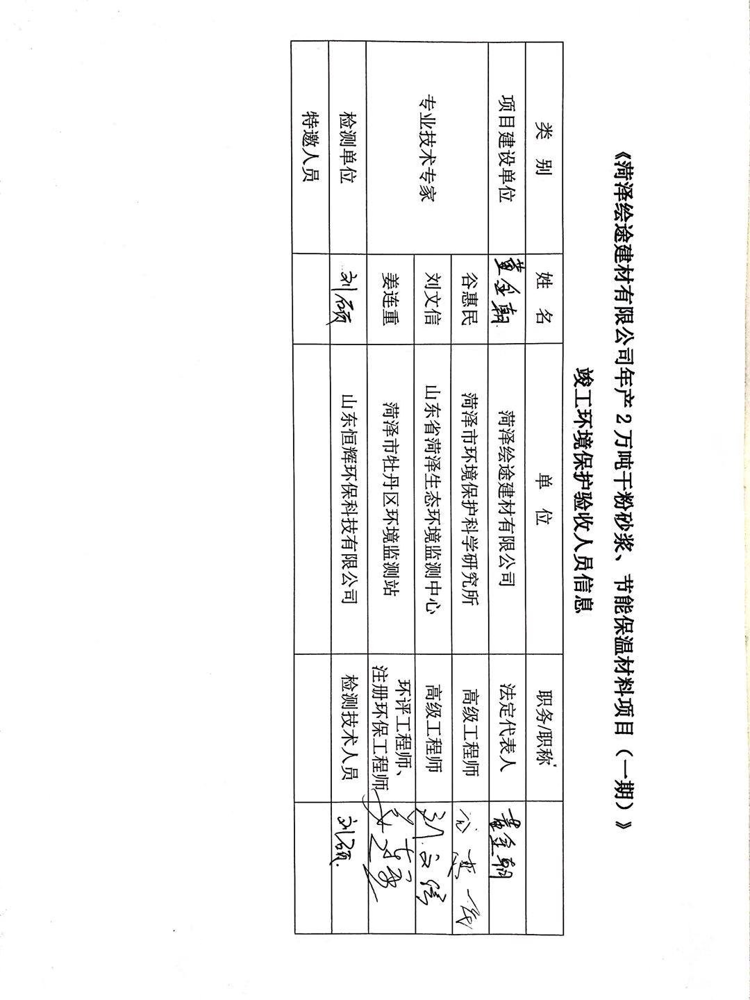 《菏泽绘途建材有限公司年产2万吨干粉砂浆、节能保温材料项目（一期）》
竣工环境保护验收人员信息
类 别 姓 名 单 位 职务/职称
项目建设单位 黄金朝 菏泽绘途建材有限公司 法定代表人 黄金朝
专业技术专家 谷惠民 菏泽市环境保护科学研究所 高级工程师 谷惠民
刘文信 山东省菏泽生态环境监测中心 高级工程师 刘文信
姜连重 菏泽市牡丹区环境监测站 环评工程师、
注册环保工程师 姜连重
检测单位 刘硕 山东恒辉环保科技有限公司 检测技术人员 刘硕
特邀人员